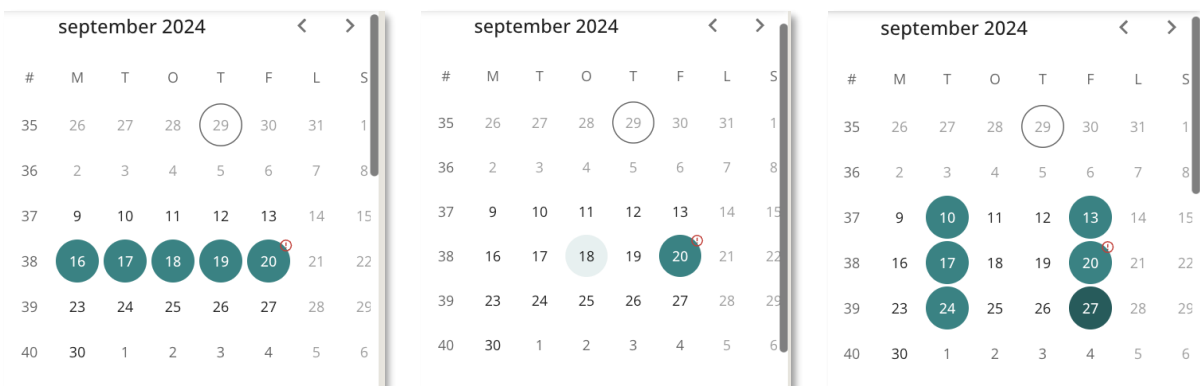 september 2024
# M T O T F L S
35 26 27 28 29 30 31 1
36 2 3 4 5 6 7 8
37 9 10 11 12 13 14 15
38 16 17 18 19 20 21 22
39 23 24 25 26 27 28 29
40 30 1 2 3 4 5 6
september 2024
# M T O T F L S
35 26 27 28 29 30 31 1
36 2 3 4 5 6 7 8
37 9 10 11 12 13 14 15
38 16 17 18 19 20 21 22
39 23 24 25 26 27 28 29
40 30 1 2 3 4 5 6
september 2024
# M T O T F L S
35 26 27 28 29 30 31 1
36 2 3 4 5 6 7 8
37 9 10 11 12 13 14 15
38 16 17 18 19 20 21 22
39 23 24 25 26 27 28 29
40 30 1 2 3 4 5 6